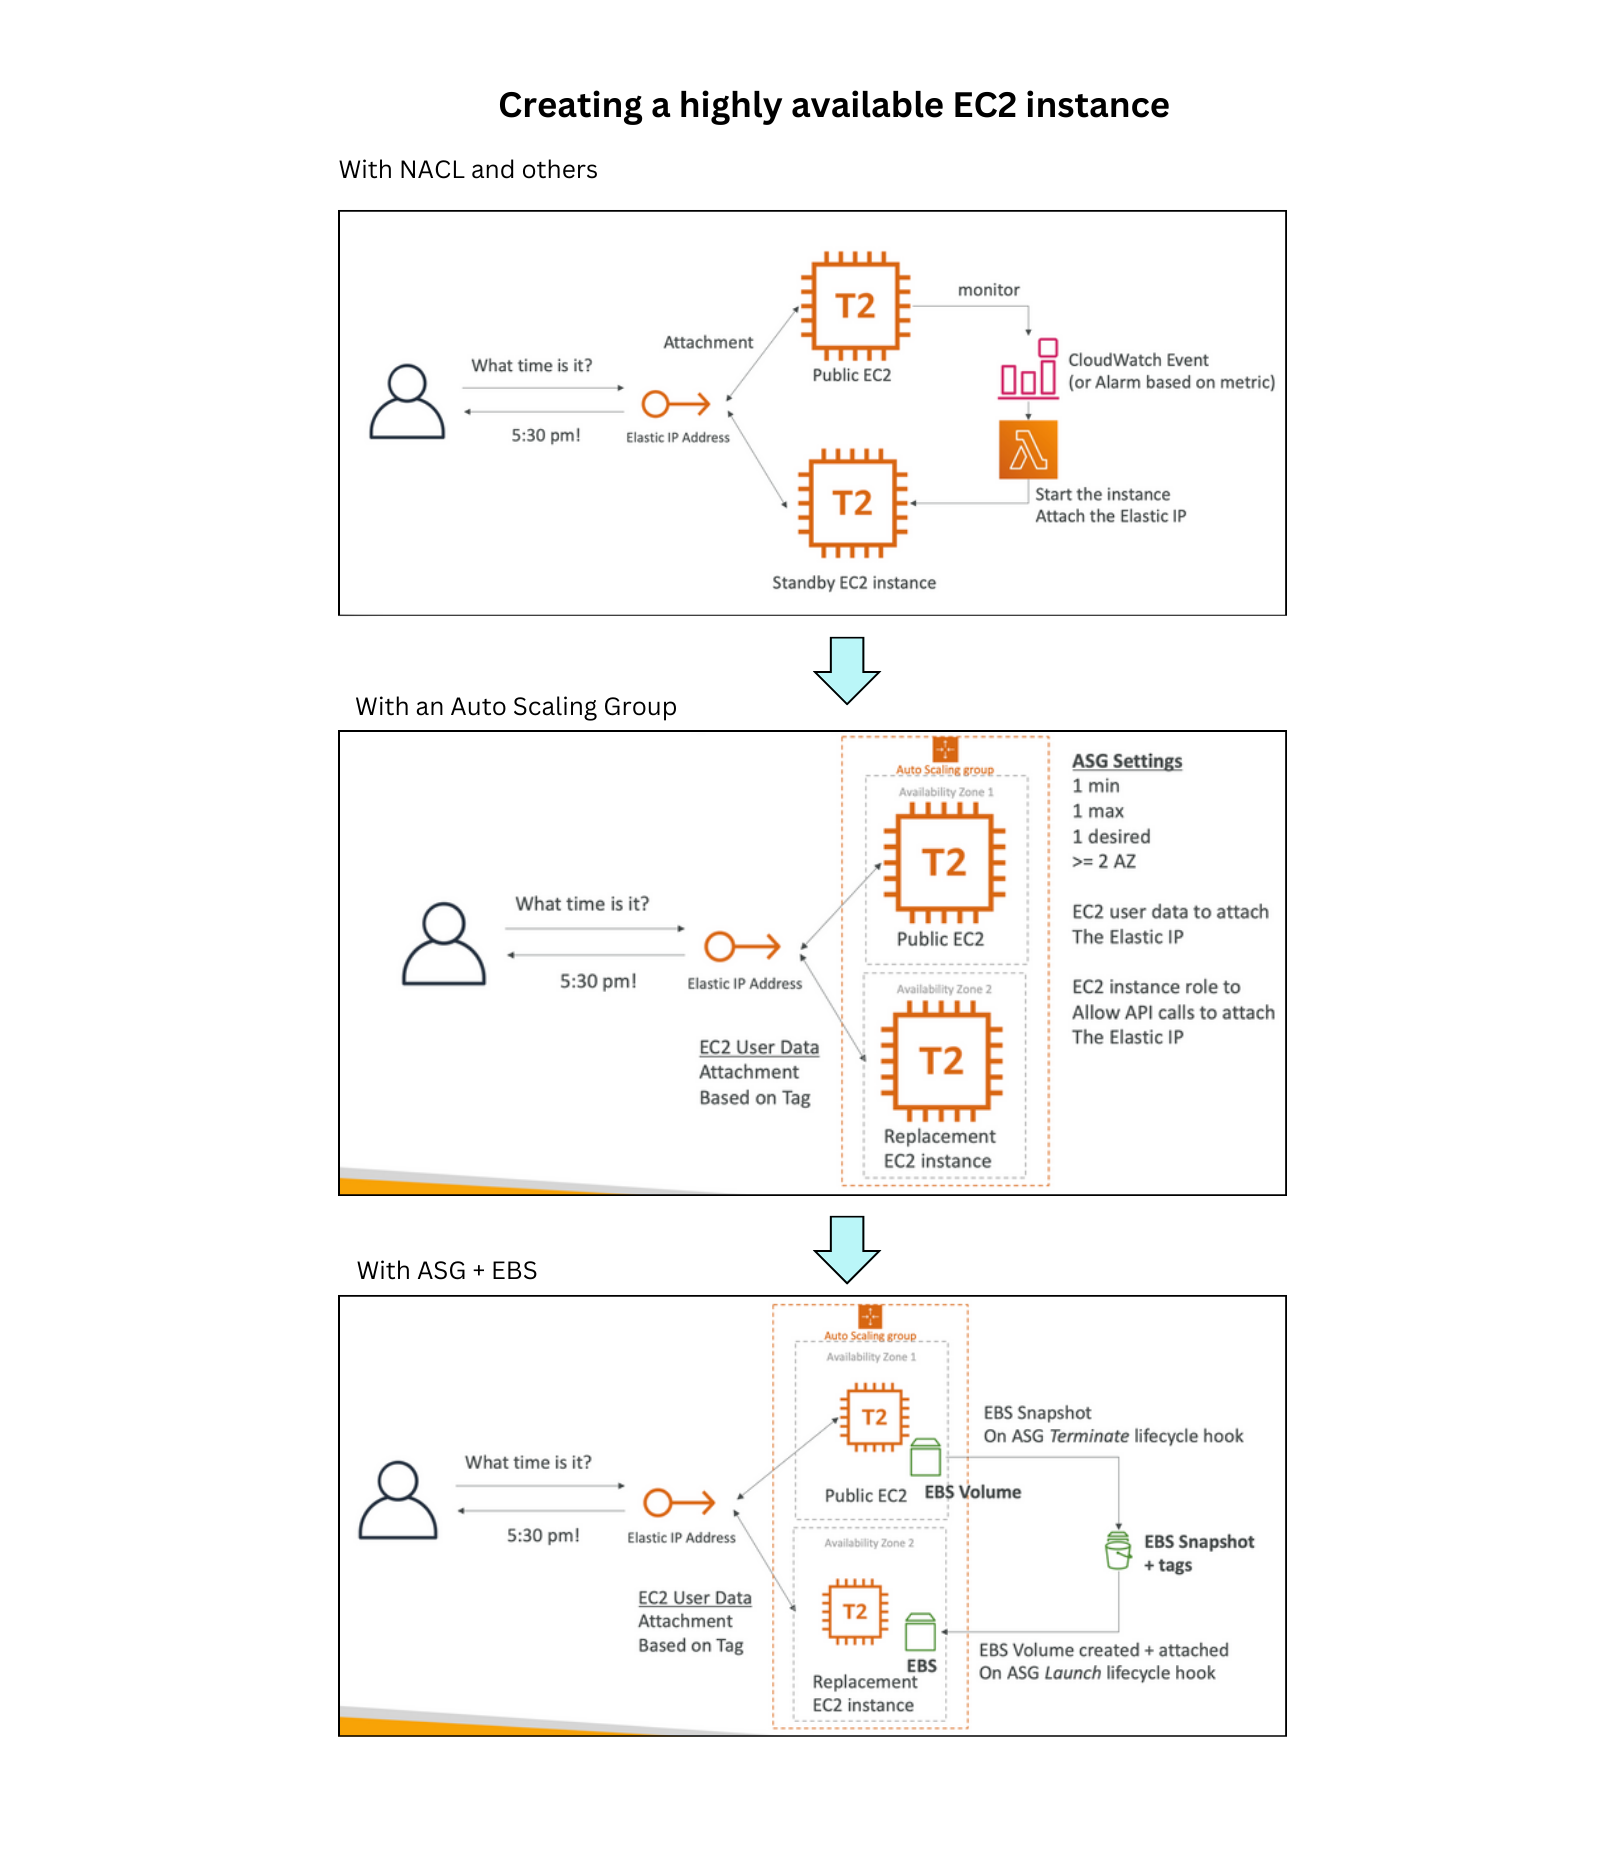 Creating a highly available EC2 instance
With NACL and others
T2
monitor
Attachment
What time is it?
CloudWatch Event
(or Alarm based on metric)
Public EC2
5:30 pm!
Elastic IP Address
T2
Start the instance
Attach the Elastic IP
Standby EC2 instance
With an Auto Scaling Group
Auto Scaling group
Availability Zone 1
T2
Public EC2
ASG Settings
1 min
1 max
1 desired
>= 2 AZ
EC2 user data to attach
The Elastic IP
EC2 instance role to
Allow API calls to attach
The Elastic IP
What time is it?
5:30 pm!
Elastic IP Address
EC2 User Data
Attachment
Based on Tag
Availability Zone 2
T2
Replacement
EC2 instance
With ASG + EBS
Auto Scaling group
Availability Zone 1
T2
Public EC2
EBS Volume
EBS Snapshot
On ASG Terminate lifecycle hook
What time is it?
5:30 pm!
Elastic IP Address
EBS Snapshot
+ tags
EC2 User Data
Attachment
Based on Tag
Availability Zone 2
T2
EBS
Replacement
EC2 instance
EBS Volume created + attached
On ASG Launch lifecycle hook